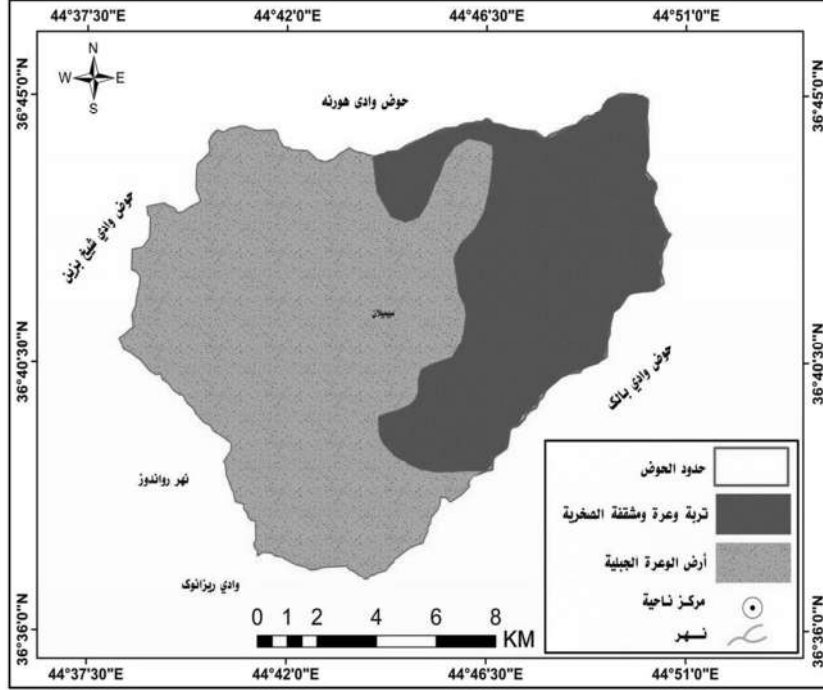 44°37'30"E
44°42'0"E
44°46'30"E
44°51'0"E
36°45'0"N
36°45'0"N
N
W
E
S
حوض وادى هورنه
حوض وادي شيخ بزين
سيميلان
36°40'30"N
36°40'30"N
حوض وادي بالك
نهر رواندوز
وادي ريزانوك
حدود الحوض
تربة وعرة ومشققة الصخرية
أرض الوعرة الجبلية
مركز ناحية
نهر
0 1 2 4 6 8
KM
36°36'0"N
36°36'0"N
44°37'30"E
44°42'0"E
44°46'30"E
44°51'0"E